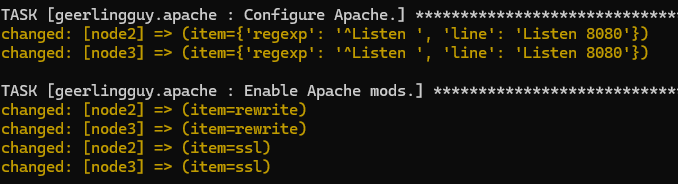 TASK [geerlingguy.apache : Configure Apache.] *******************************
changed: [node2] => (item={'regexp': '^Listen ', 'line': 'Listen 8080'})
changed: [node3] => (item={'regexp': '^Listen ', 'line': 'Listen 8080'})
TASK [geerlingguy.apache : Enable Apache mods.] *****************************
changed: [node2] => (item=rewrite)
changed: [node3] => (item=rewrite)
changed: [node2] => (item=ssl)
changed: [node3] => (item=ssl)